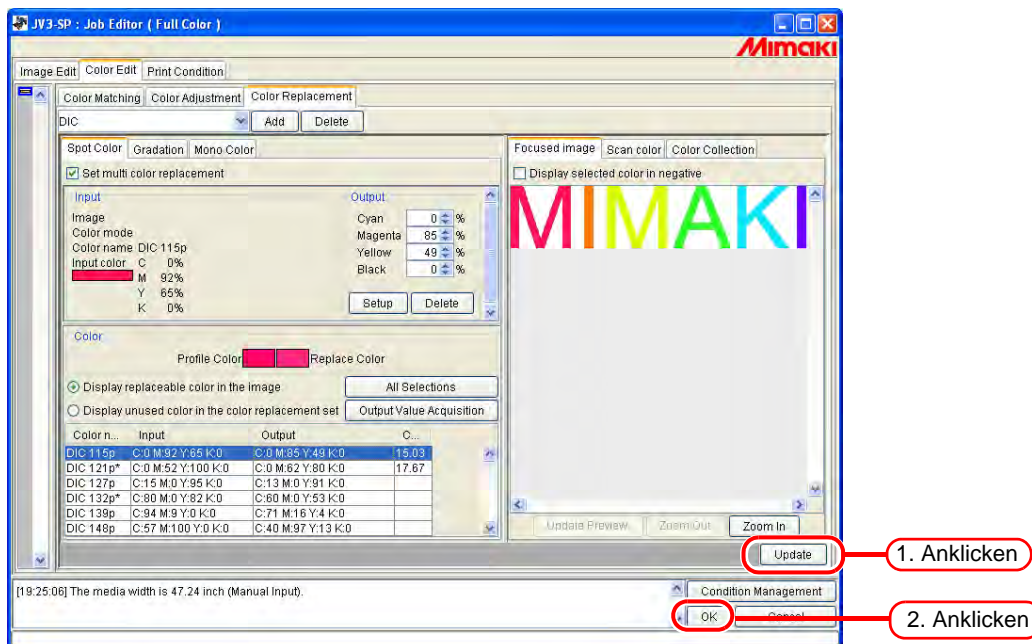 JV3-SP : Job Editor ( Full Color )
Mimaki
Image Edit Color Edit Print Condition
Color Matching Color Adjustment Color Replacement
DIC Add Delete
Spot Color Gradation Mono Color
Set multi color replacement
Input Output
Image
Color mode
Color name DIC 115p
Input color C 0%
M 92%
Y 65%
K 0%
Cyan 0 %
Magenta 85 %
Yellow 49 %
Black 0 %
Setup Delete
Color
Profile Color Replace Color
Display replaceable color in the image All Selections
Display unused color in the color replacement set Output Value Acquisition
Color n... Input Output C...
DIC 115p C:0 M:92 Y:65 K:0 C:0 M:85 Y:49 K:0 15.03
DIC 121p* C:0 M:52 Y:100 K:0 C:0 M:62 Y:80 K:0 17.67
DIC 127p C:15 M:0 Y:95 K:0 C:13 M:0 Y:91 K:0
DIC 132p* C:80 M:0 Y:82 K:0 C:60 M:0 Y:53 K:0
DIC 139p C:94 M:9 Y:0 K:0 C:71 M:16 Y:4 K:0
DIC 148p C:57 M:100 Y:0 K:0 C:40 M:97 Y:13 K:0
Focused image Scan color Color Collection
Display selected color in negative
MIMAKI
Update Preview Zoom Out Zoom In
Update
1. Anklicken
[19:25:06] The media width is 47.24 inch (Manual Input).
Condition Management
OK Cancel
2. Anklicken